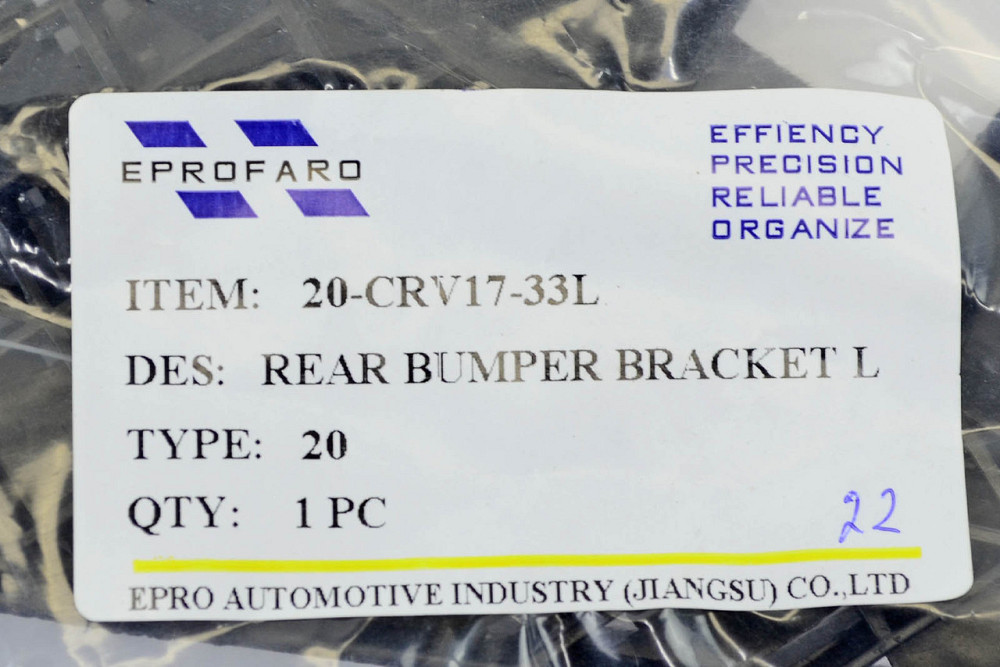 EPROFARO
EFFIENCY
PRECISION
RELIABLE
ORGANIZE
ITEM: 20-CRV17-33L
DES: REAR BUMPER BRACKET L
TYPE: 20
QTY: 1 PC
22
EPRO AUTOMOTIVE INDUSTRY (JIANGSU) CO.,LTD